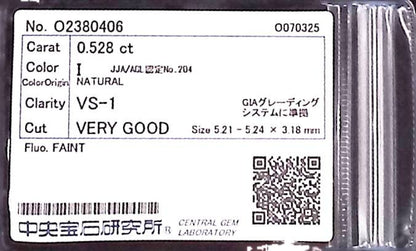 No. O2380406 O070325
Carat 0.528 ct
Color I JJA/AGL 認定No.204
ColorOrigin NATURAL
Clarity VS-1 GIAグレーディング
システムに準拠
Cut VERY GOOD Size 5.21 - 5.24 × 3.18 mm
Fluo. FAINT
中央宝石研究所® CENTRAL GEM
LABORATORY